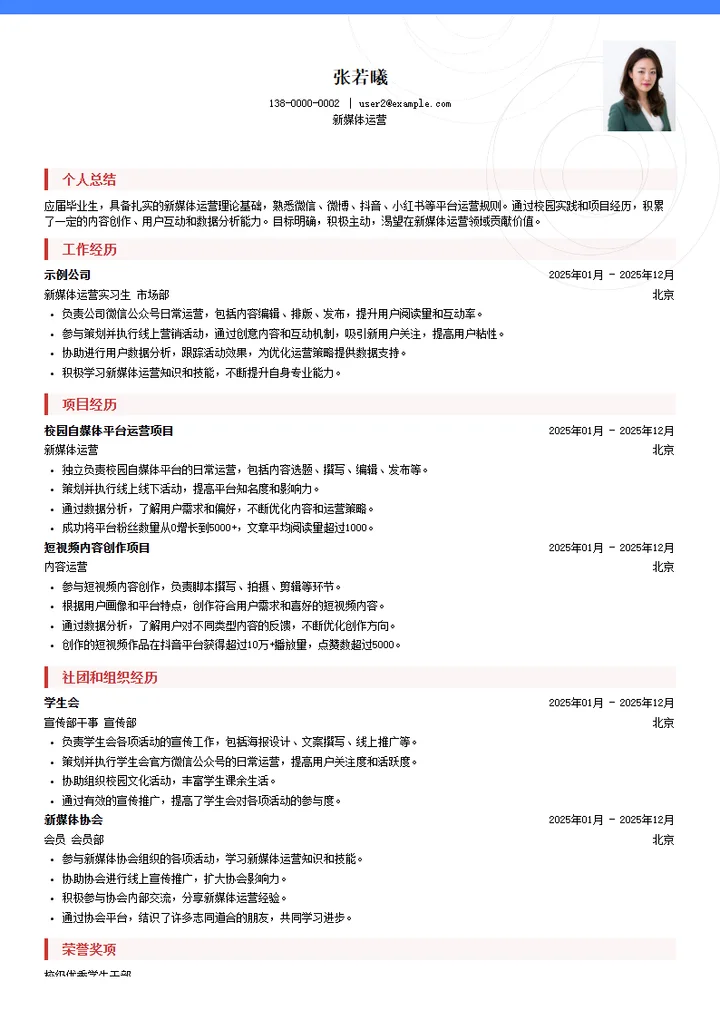 张若曦
138-0000-0002 | user2@example.com
新媒体运营
个人总结
应届毕业生，具备扎实的新媒体运营理论基础，熟悉微信、微博、抖音、小红书等平台运营规则。通过校园实践和项目经历，积累
了一定的内容创作、用户互动和数据分析能力。目标明确，积极主动，渴望在新媒体运营领域贡献价值。
工作经历
示例公司 2025年01月 - 2025年12月
新媒体运营实习生 市场部 北京
• 负责公司微信公众号日常运营，包括内容编辑、排版、发布，提升用户阅读量和互动率。
• 参与策划并执行线上营销活动，通过创意内容和互动机制，吸引新用户关注，提高用户粘性。
• 协助进行用户数据分析，跟踪活动效果，为优化运营策略提供数据支持。
• 积极学习新媒体运营知识和技能，不断提升自身专业能力。
项目经历
校园自媒体平台运营项目 2025年01月 - 2025年12月
新媒体运营 北京
• 独立负责校园自媒体平台的日常运营，包括内容选题、撰写、编辑、发布等。
• 策划并执行线上线下活动，提高平台知名度和影响力。
• 通过数据分析，了解用户需求和偏好，不断优化内容和运营策略。
• 成功将平台粉丝数量从0增长到5000+，文章平均阅读量超过1000。
短视频内容创作项目 2025年01月 - 2025年12月
内容运营 北京
• 参与短视频内容创作，负责脚本撰写、拍摄、剪辑等环节。
• 根据用户画像和平台特点，创作符合用户需求和喜好的短视频内容。
• 通过数据分析，了解用户对不同类型内容的反馈，不断优化创作方向。
• 创作的短视频作品在抖音平台获得超过10万+播放量，点赞数超过5000。
社团和组织经历
学生会 2025年01月 - 2025年12月
宣传部干事 宣传部 北京
• 负责学生会各项活动的宣传工作，包括海报设计、文案撰写、线上推广等。
• 策划并执行学生会官方微信公众号的日常运营，提高用户关注度和活跃度。
• 协助组织校园文化活动，丰富学生课余生活。
• 通过有效的宣传推广，提高了学生会对各项活动的参与度。
新媒体协会 2025年01月 - 2025年12月
会员 会员部 北京
• 参与新媒体协会组织的各项活动，学习新媒体运营知识和技能。
• 协助协会进行线上宣传推广，扩大协会影响力。
• 积极参与协会内部交流，分享新媒体运营经验。
• 通过协会平台，结识了许多志同道合的朋友，共同学习进步。
荣誉奖项
校级优秀学生干部